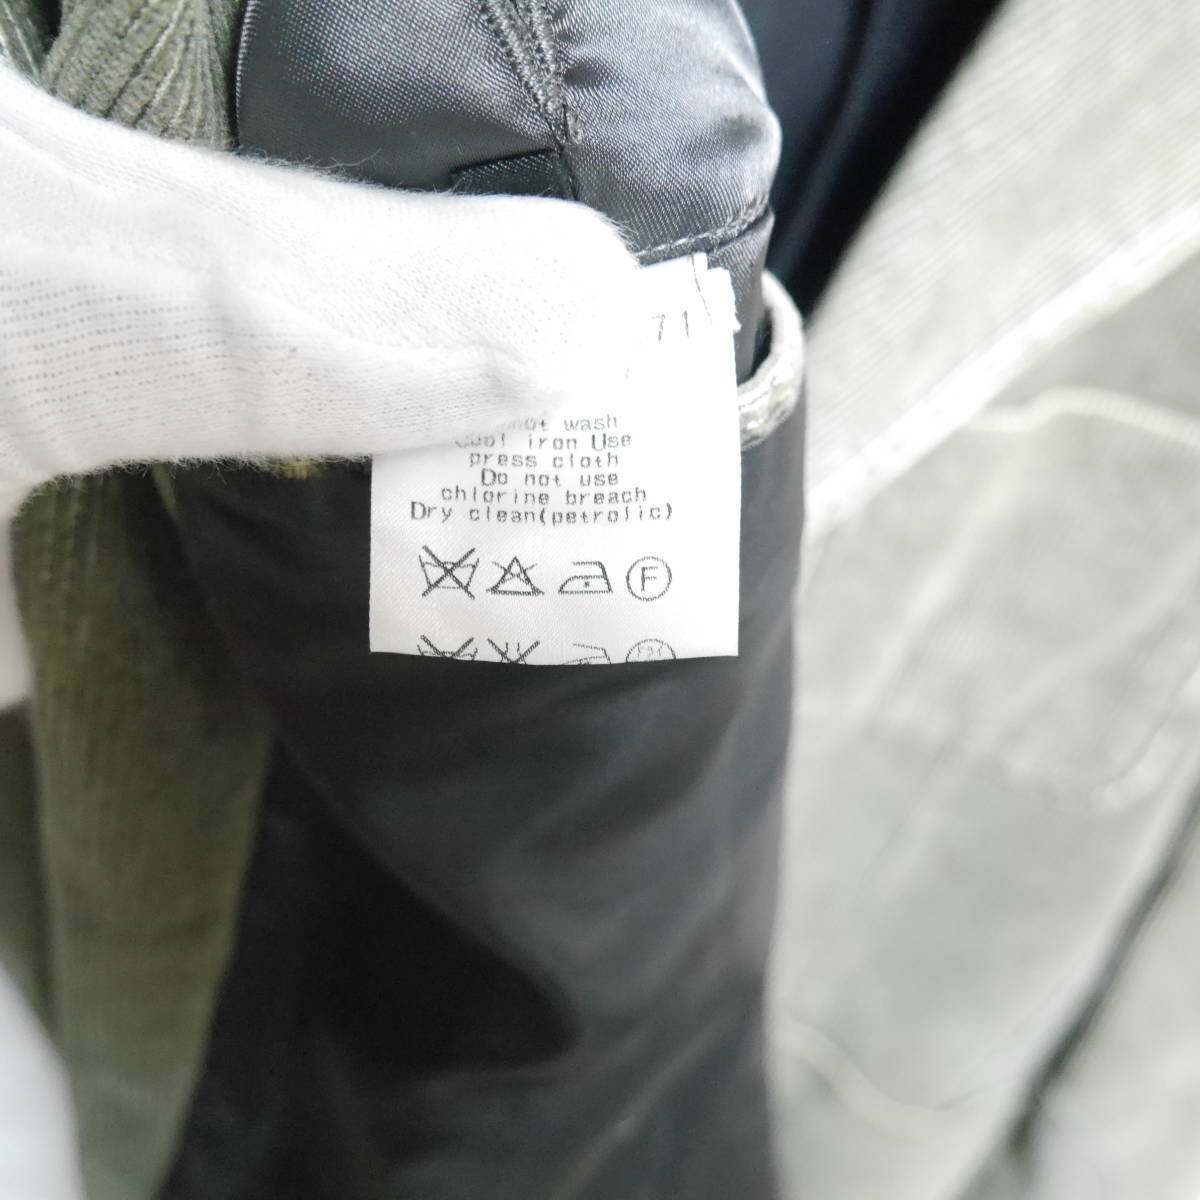 71
not wash
Cool iron Use
press cloth
Do not use
chlorine breach
Dry clean(petrolic)
F